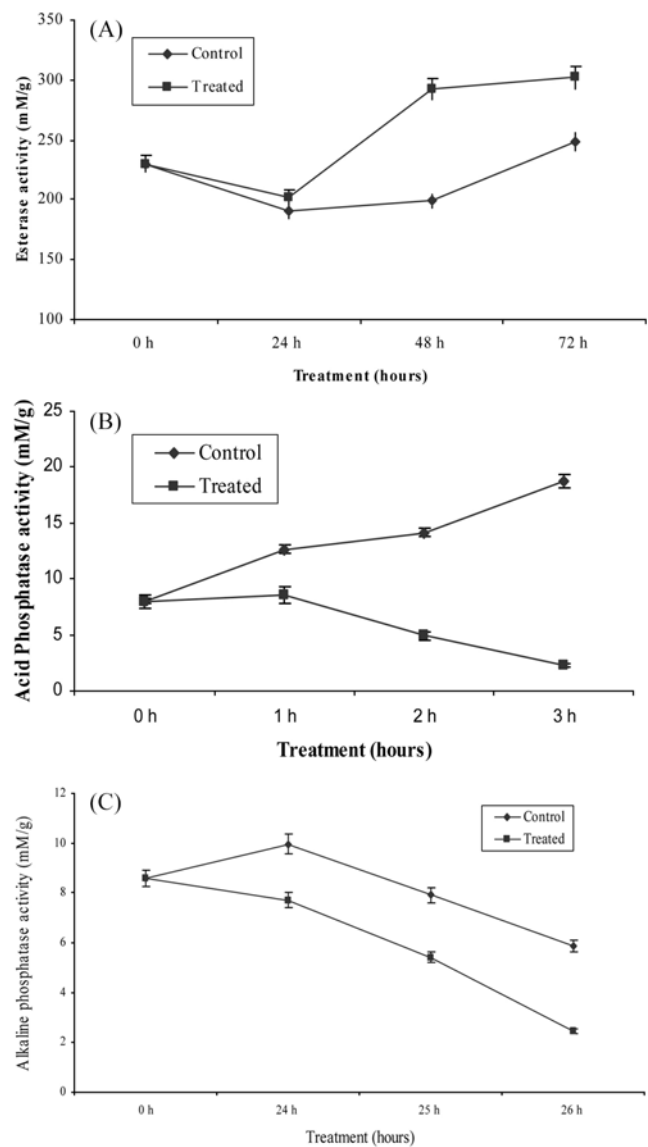 (A)
Control
Treated
Esterase activity (mM/g)
300
250
200
150
100
0 h 24 h 48 h 72 h
Treatment (hours)
(B)
Control
Treated
Acid Phosphatase activity (mM/g)
25
20
15
10
5
0
0 h 1 h 2 h 3 h
Treatment (hours)
(C)
Control
Treated
Alkaline phosphatase activity (mM/g)
12
10
8
6
4
2
0
0 h 24 h 25 h 26 h
Treatment (hours)